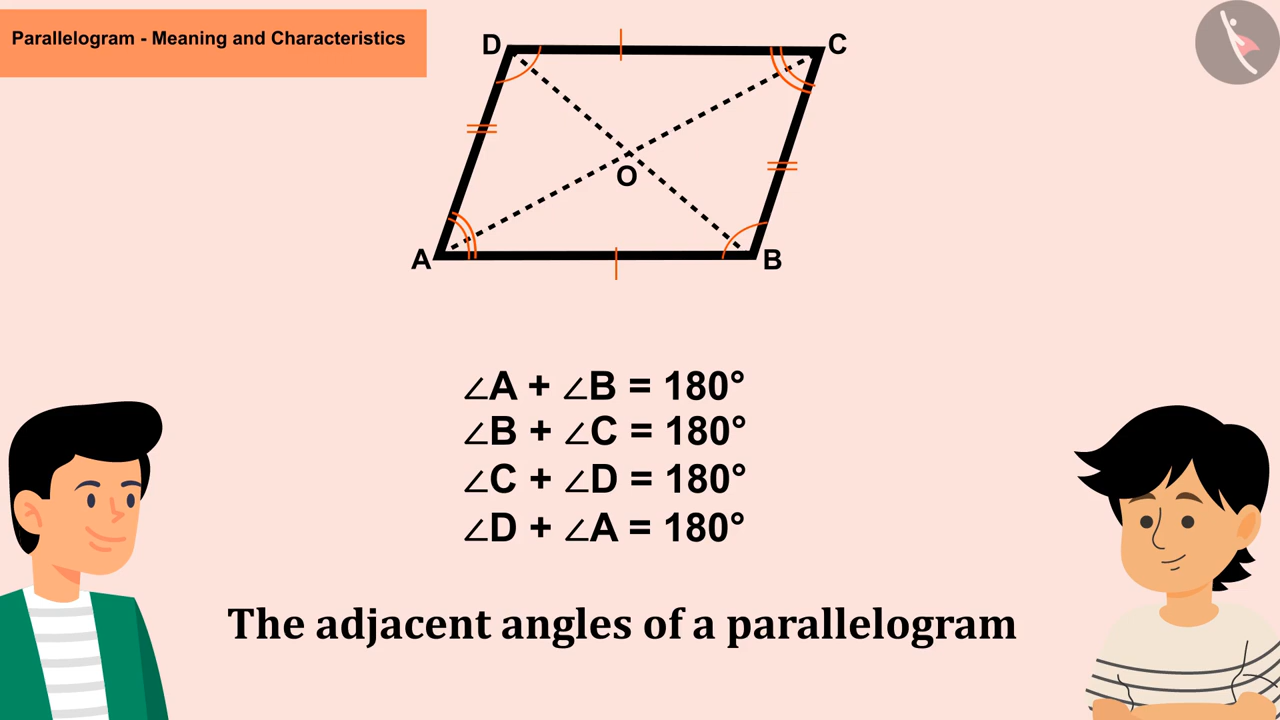 Parallelogram - Meaning and Characteristics
D
C
O
A
B
∠A + ∠B = 180°
∠B + ∠C = 180°
∠C + ∠D = 180°
∠D + ∠A = 180°
The adjacent angles of a parallelogram